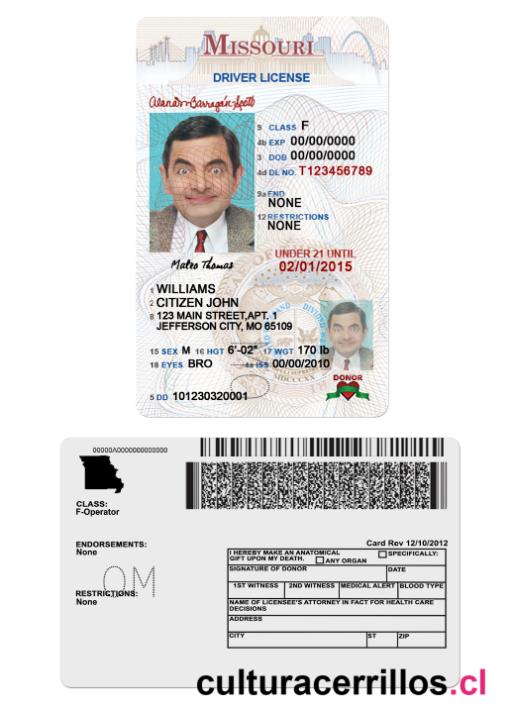 MISSOURI
DRIVER LICENSE
9 CLASS F
4b EXP 00/00/0000
3 DOB 00/00/0000
4d DL NO. T123456789
9a END
NONE
12 RESTRICTIONS
NONE
Mateo Thomas
UNDER 21 UNTIL
02/01/2015
1 WILLIAMS
2 CITIZEN JOHN
8 123 MAIN STREET,APT. 1
JEFFERSON CITY, MO 65109
15 SEX M 16 HGT 6'-02" 17 WGT 170 lb
18 EYES BRO 4a ISS 00/00/2010
DONOR
5 DD 101230320001
00000A0000000000000
CLASS:
F-Operator
ENDORSEMENTS:
None
OM
RESTRICTIONS:
None
Card Rev 12/10/2012
I HEREBY MAKE AN ANATOMICAL
GIFT UPON MY DEATH. ANY ORGAN SPECIFICALLY:
SIGNATURE OF DONOR DATE
1ST WITNESS 2ND WITNESS MEDICAL ALERT BLOOD TYPE
NAME OF LICENSEE'S ATTORNEY IN FACT FOR HEALTH CARE
DECISIONS
ADDRESS
CITY ST ZIP
culturacerrillos.cl